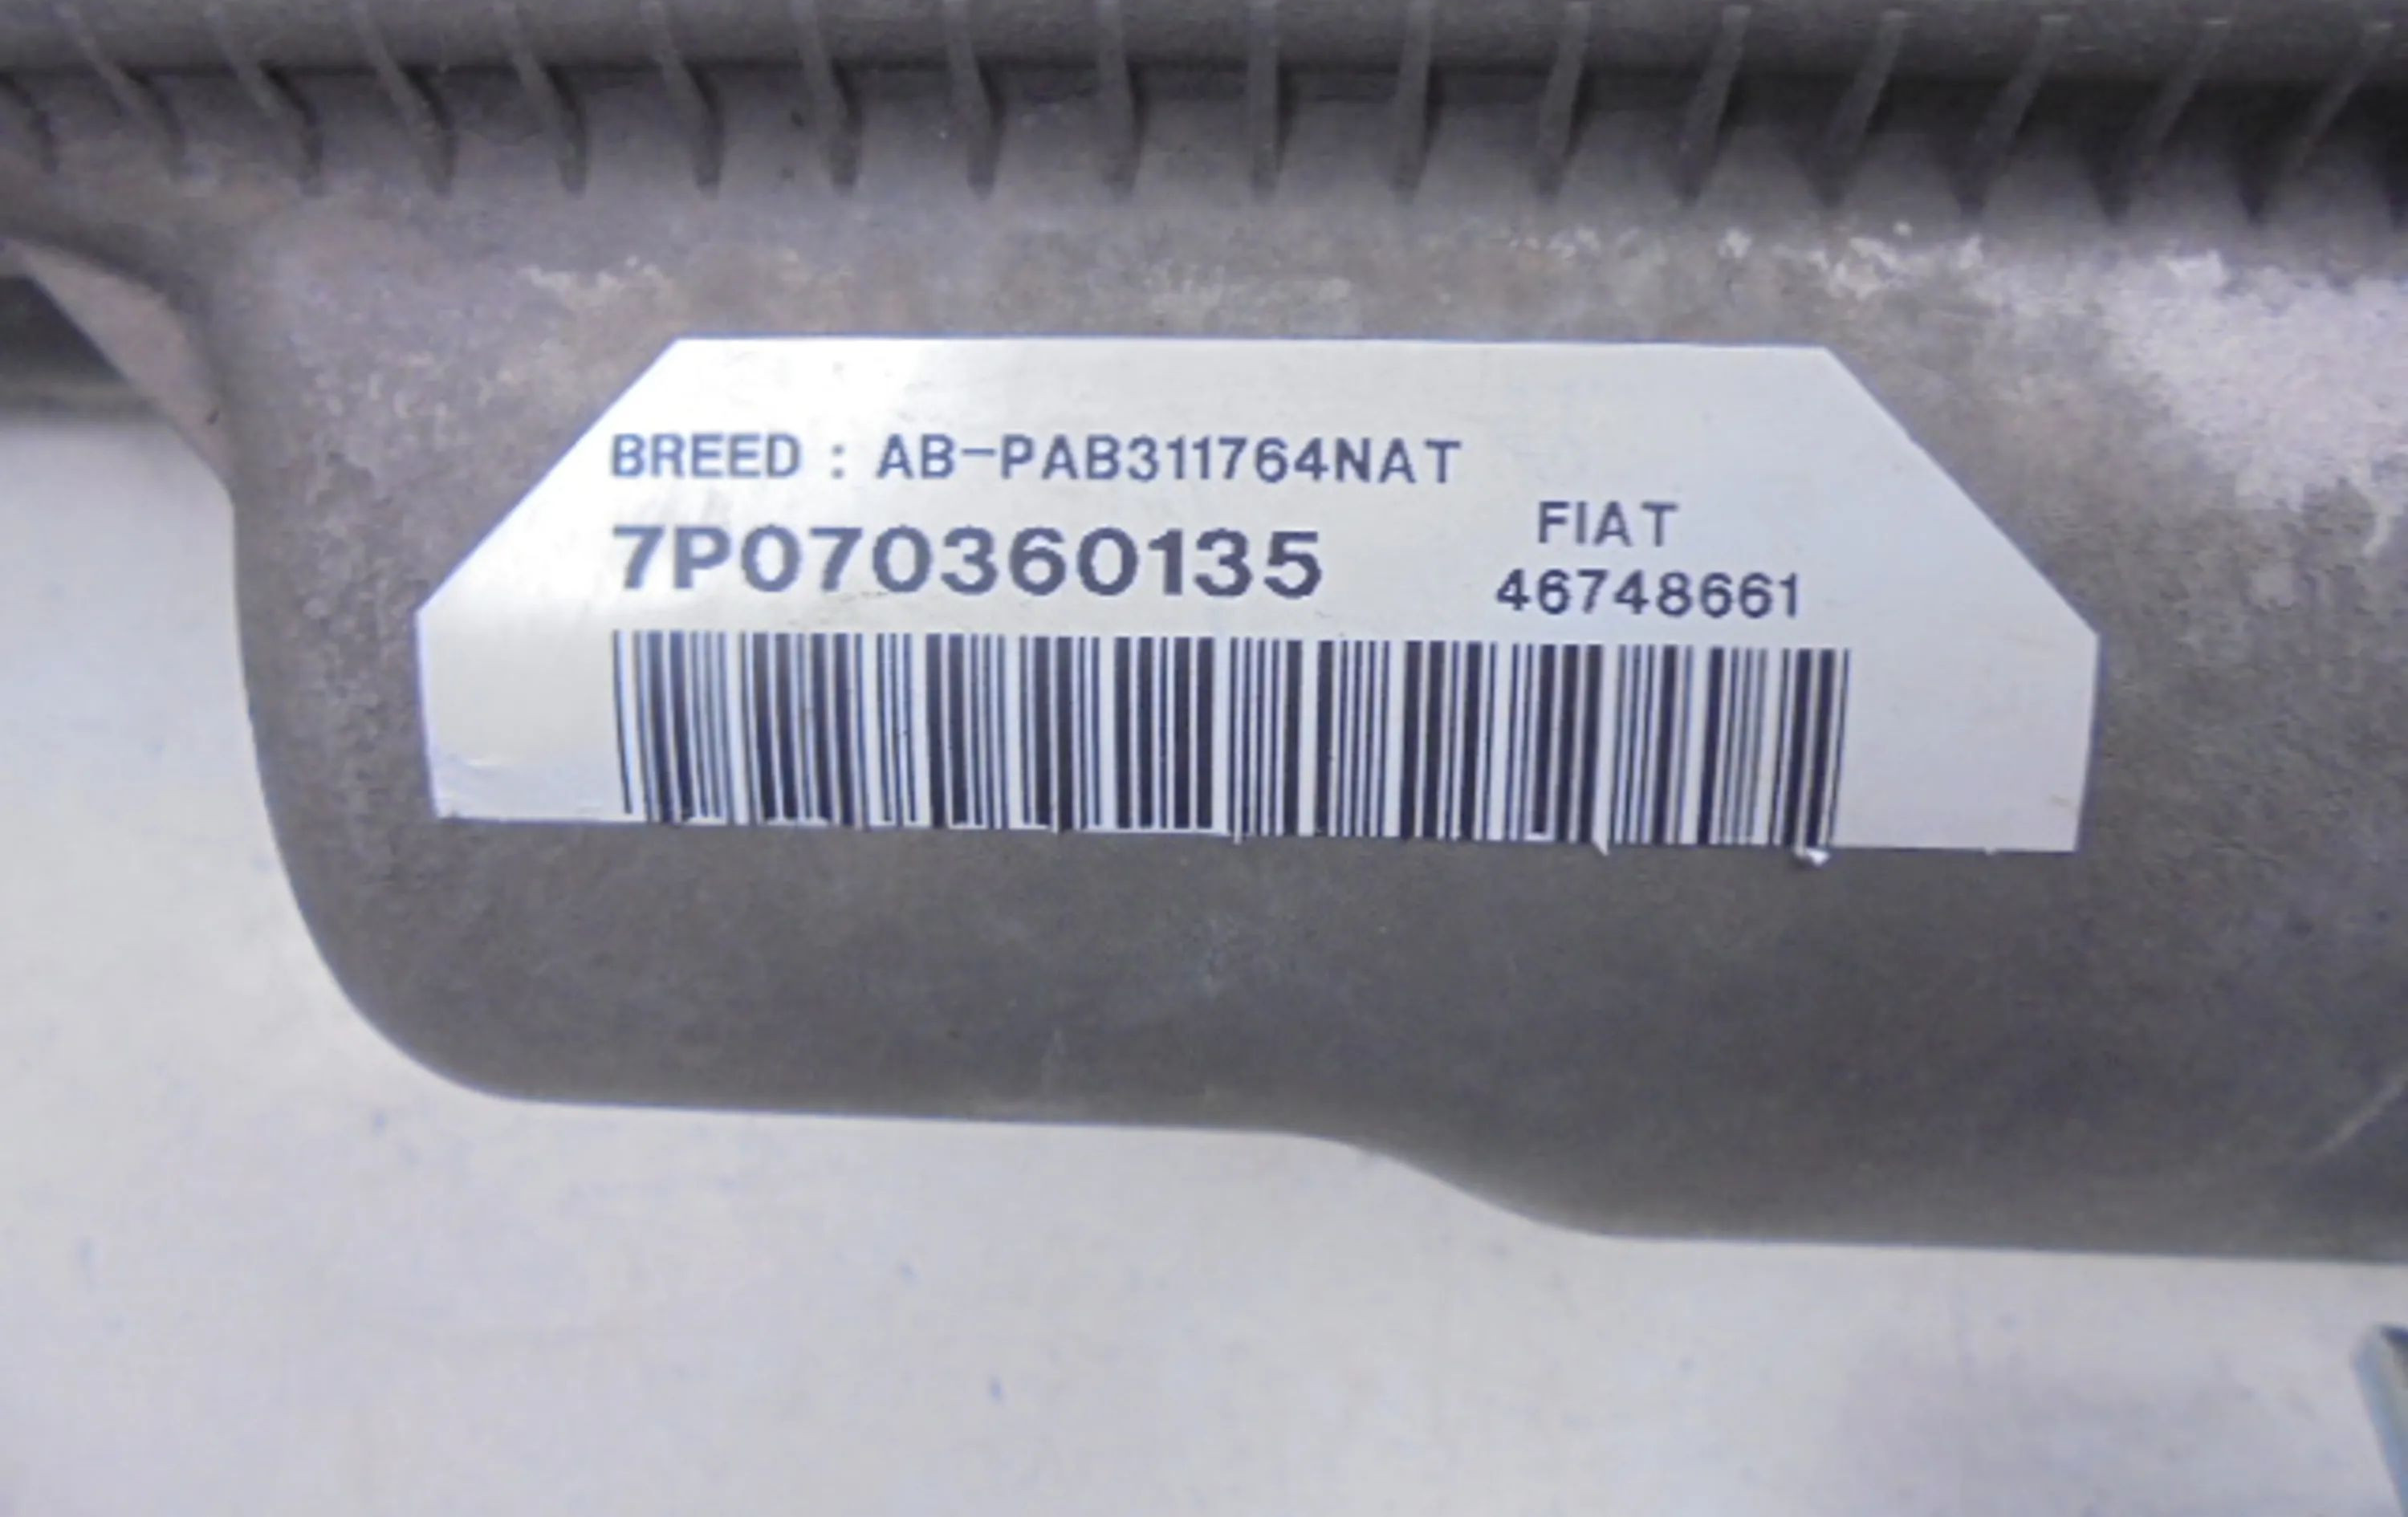 BREED : AB-PAB311764NAT
7P070360135
FIAT
46748661